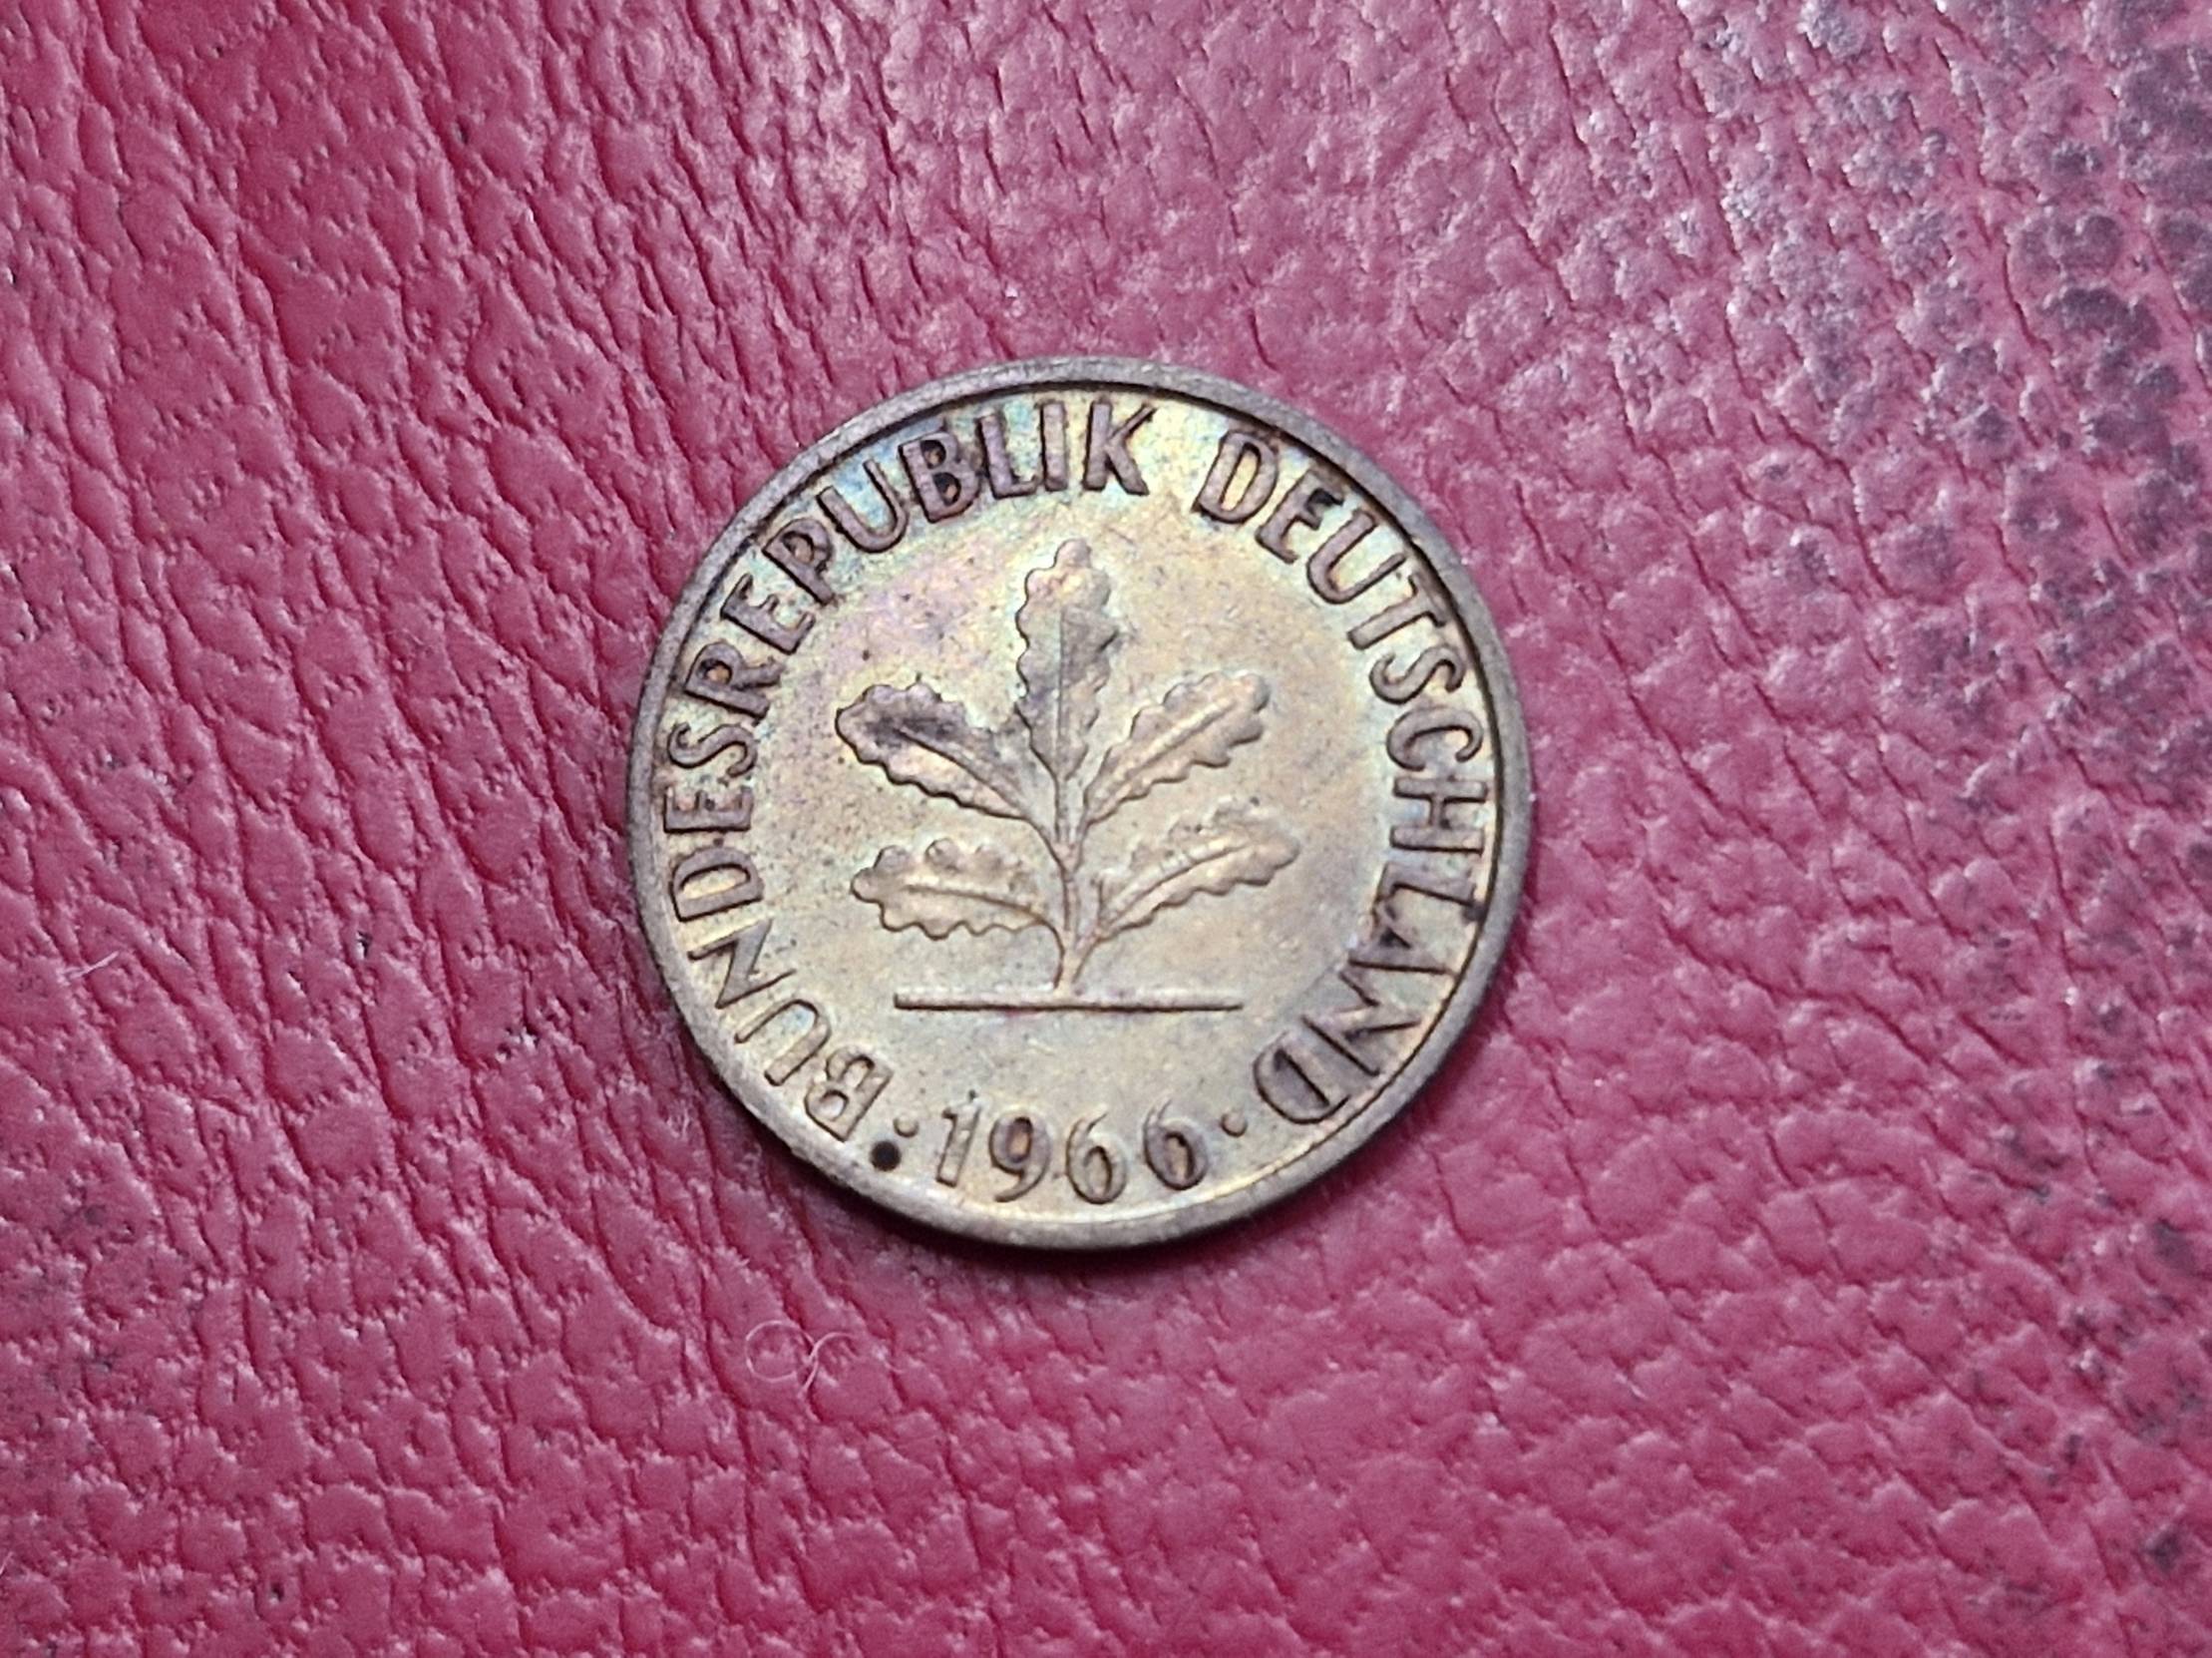 BUNDESREPUBLIK DEUTSCHLAND
· 1966 ·